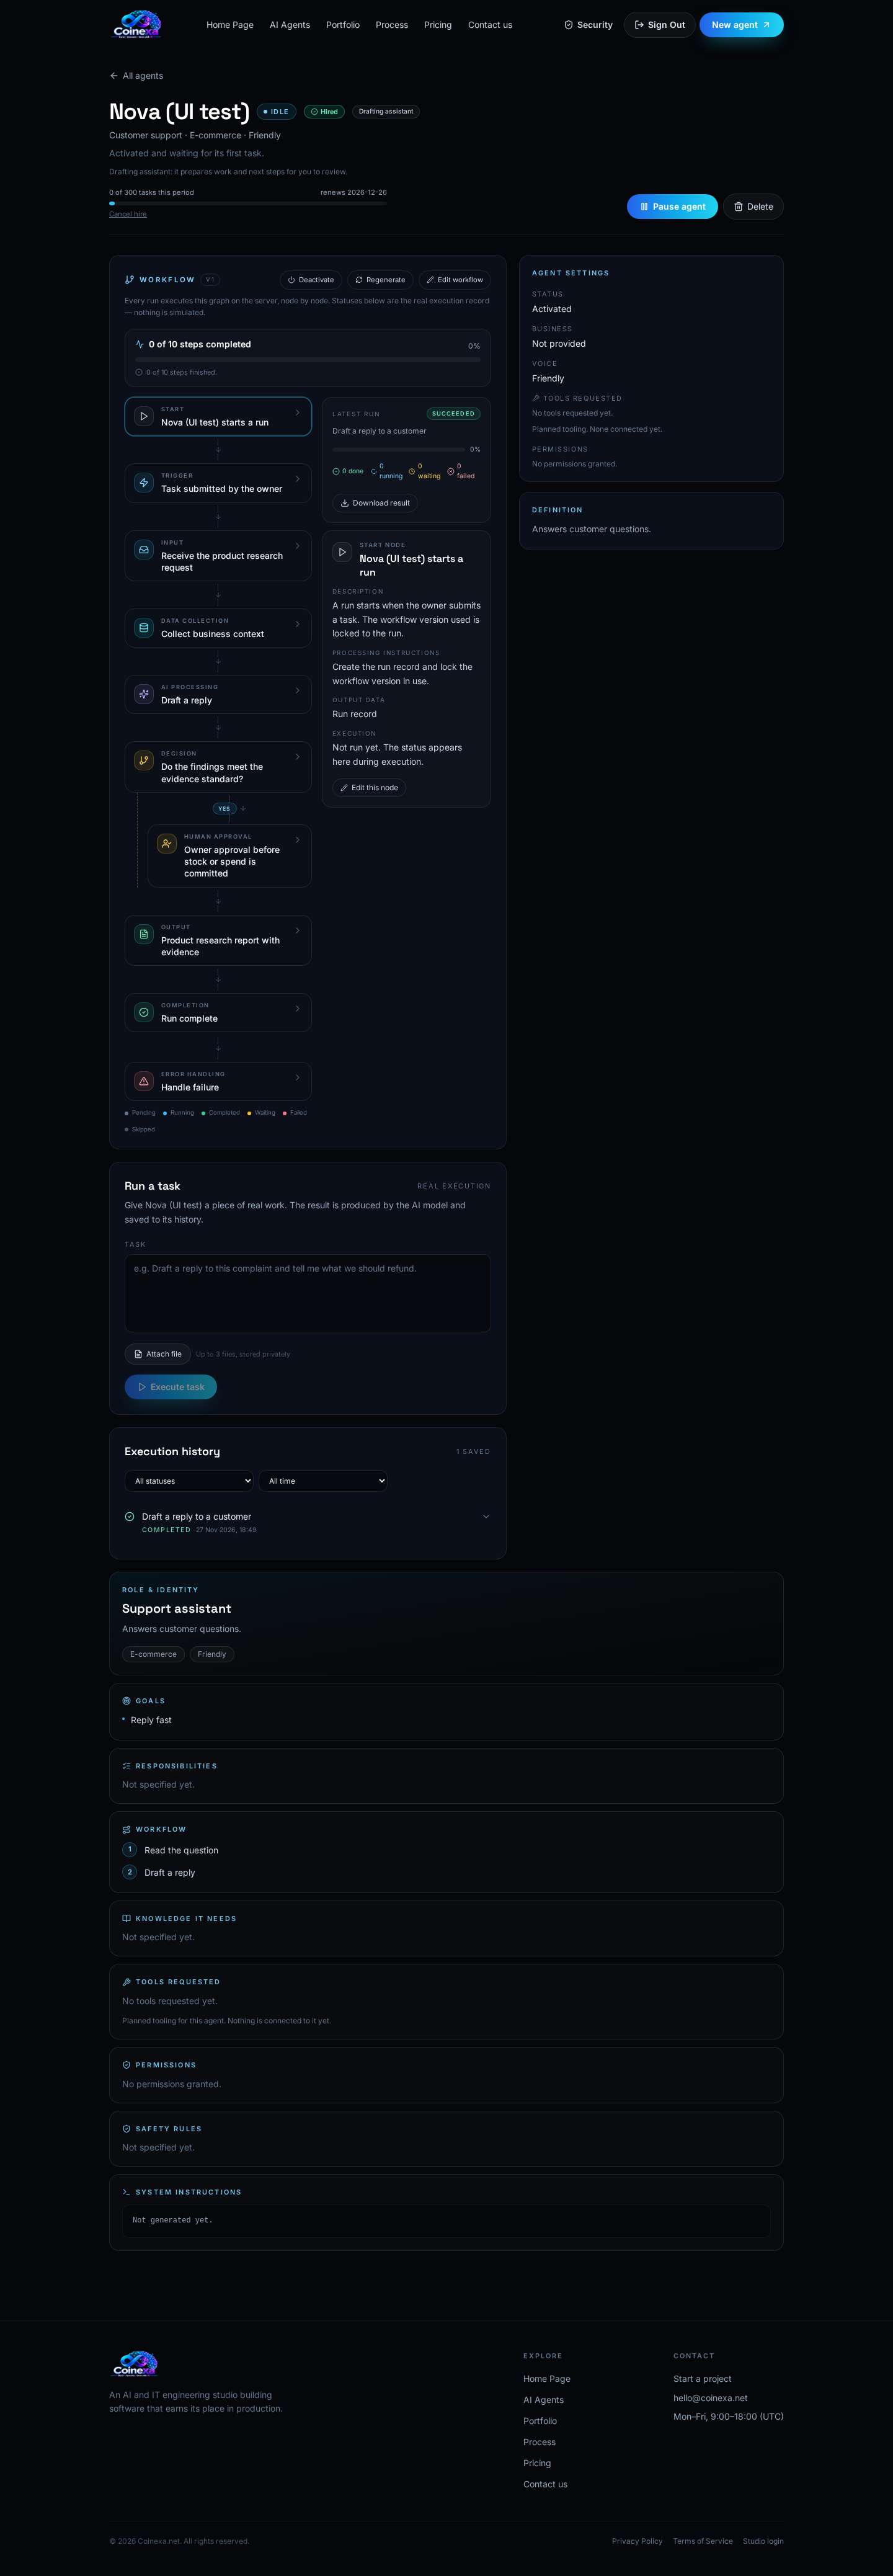 Coinexa
Home Page
AI Agents
Portfolio
Process
Pricing
Contact us
Security
Sign Out
New agent
All agents
Nova (UI test)
IDLE
Hired
Drafting assistant
Customer support · E-commerce · Friendly
Activated and waiting for its first task.
Drafting assistant: it prepares work and next steps for you to review.
0 of 300 tasks this period
renews 2026-12-26
Cancel hire
Pause agent
Delete
WORKFLOW
V1
Deactivate
Regenerate
Edit workflow
Every run executes this graph on the server, node by node. Statuses below are the real execution record
— nothing is simulated.
0 of 10 steps completed
0%
0 of 10 steps finished.
START
Nova (UI test) starts a run
TRIGGER
Task submitted by the owner
INPUT
Receive the product research
request
DATA COLLECTION
Collect business context
AI PROCESSING
Draft a reply
DECISION
Do the findings meet the
evidence standard?
YES
HUMAN APPROVAL
Owner approval before
stock or spend is
committed
OUTPUT
Product research report with
evidence
COMPLETION
Run complete
ERROR HANDLING
Handle failure
Pending
Running
Completed
Waiting
Failed
Skipped
LATEST RUN
SUCCEEDED
Draft a reply to a customer
0%
0 done
0
running
0
waiting
0
failed
Download result
START NODE
Nova (UI test) starts a
run
DESCRIPTION
A run starts when the owner submits
a task. The workflow version used is
locked to the run.
PROCESSING INSTRUCTIONS
Create the run record and lock the
workflow version in use.
OUTPUT DATA
Run record
EXECUTION
Not run yet. The status appears
here during execution.
Edit this node
AGENT SETTINGS
STATUS
Activated
BUSINESS
Not provided
VOICE
Friendly
TOOLS REQUESTED
No tools requested yet.
Planned tooling. None connected yet.
PERMISSIONS
No permissions granted.
DEFINITION
Answers customer questions.
Run a task
REAL EXECUTION
Give Nova (UI test) a piece of real work. The result is produced by the AI model and
saved to its history.
TASK
e.g. Draft a reply to this complaint and tell me what we should refund.
Attach file
Up to 3 files, stored privately
Execute task
Execution history
1 SAVED
All statuses
All time
Draft a reply to a customer
COMPLETED
27 Nov 2026, 18:49
ROLE & IDENTITY
Support assistant
Answers customer questions.
E-commerce
Friendly
GOALS
Reply fast
RESPONSIBILITIES
Not specified yet.
WORKFLOW
1
Read the question
2
Draft a reply
KNOWLEDGE IT NEEDS
Not specified yet.
TOOLS REQUESTED
No tools requested yet.
Planned tooling for this agent. Nothing is connected to it yet.
PERMISSIONS
No permissions granted.
SAFETY RULES
Not specified yet.
SYSTEM INSTRUCTIONS
Not generated yet.
Coinexa
An AI and IT engineering studio building
software that earns its place in production.
EXPLORE
Home Page
AI Agents
Portfolio
Process
Pricing
Contact us
CONTACT
Start a project
hello@coinexa.net
Mon–Fri, 9:00–18:00 (UTC)
© 2026 Coinexa.net. All rights reserved.
Privacy Policy
Terms of Service
Studio login